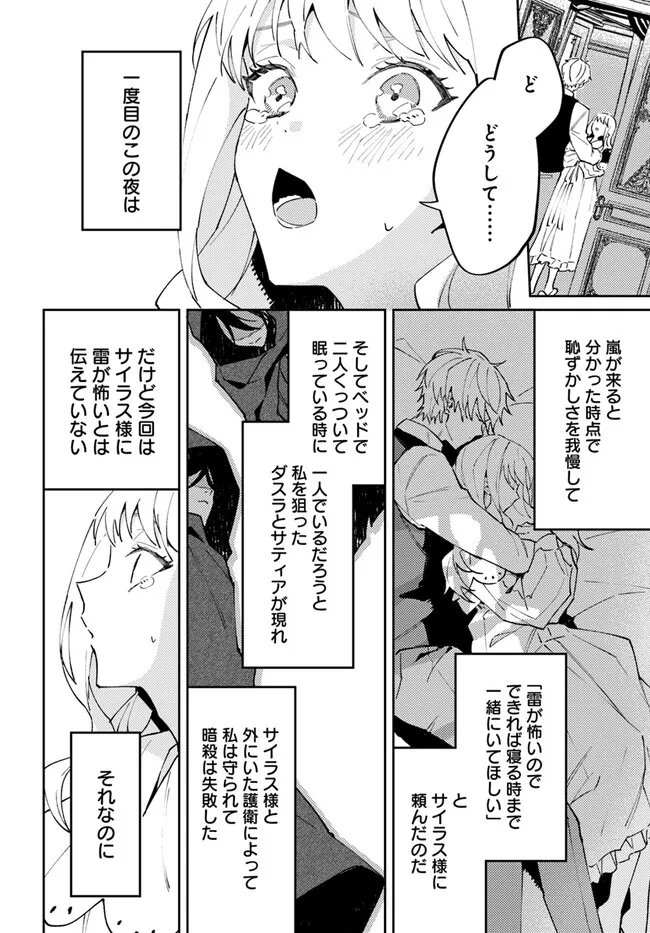 ど
どうして……
一度目のこの夜は
嵐が来ると
分かった時点で
恥ずかしさを我慢して
「雷が怖いので
できれば寝る時まで
一緒にいてほしい」
と
サイラス様に
頼んだのだ
そしてベッドで
二人くっついて
眠っている時に
一人でいるだろうと
私を狙った
ダスラとサティアが現れ
サイラス様と
外にいた護衛によって
私は守られて
暗殺は失敗した
だけど今回は
サイラス様に
雷が怖いとは
伝えていない
それなのに